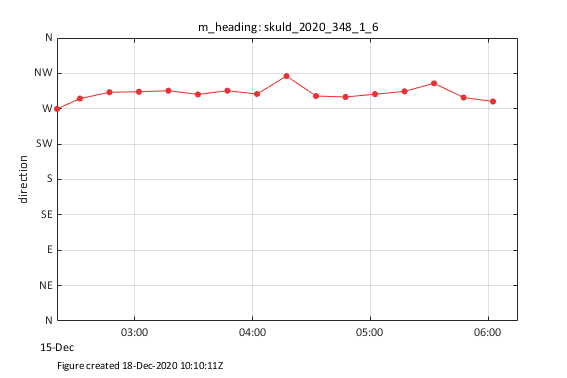 m_heading: skuld_2020_348_1_6
N
NW
W
SW
S
SE
E
NE
N
direction
03:00 04:00 05:00 06:00
15-Dec
Figure created 18-Dec-2020 10:10:11Z